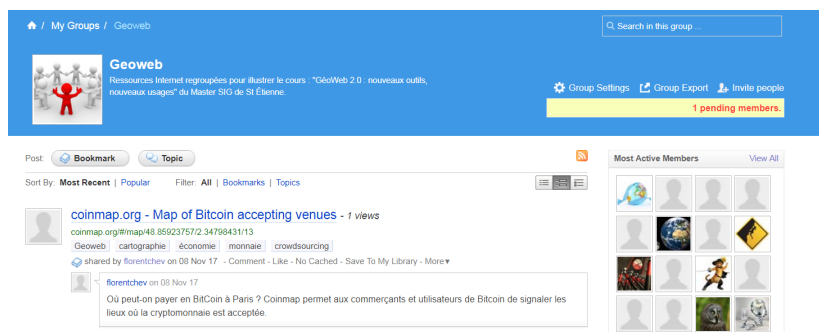 / My Groups / Geoweb
Search in this group ...
Geoweb
Ressources Internet regroupées pour illustrer le cours : "GéoWeb 2.0 : nouveaux outils,
nouveaux usages" du Master SIG de St Étienne.
Group Settings Group Export Invite people
1 pending members.
Post: Bookmark Topic
Most Active Members View All
Sort By: Most Recent | Popular Filter: All | Bookmarks | Topics
coinmap.org - Map of Bitcoin accepting venues - 1 views
coinmap.org/#/map/48.85923757/2.34798431/13
Geoweb cartographie économie monnaie crowdsourcing
shared by florentchev on 08 Nov 17 - Comment - Like - No Cached - Save To My Library - More▾
florentchev on 08 Nov 17
Où peut-on payer en BitCoin à Paris ? Coinmap permet aux commerçants et utilisateurs de Bitcoin de signaler les
lieux où la cryptomonnaie est acceptée.